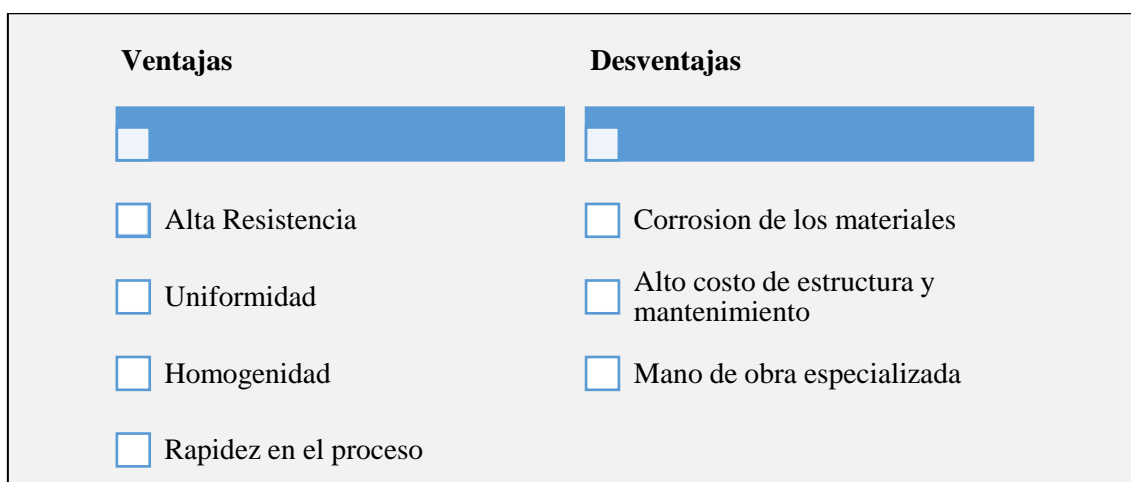 Ventajas
Alta Resistencia
Uniformidad
Homogenidad
Rapidez en el proceso
Desventajas
Corrosion de los materiales
Alto costo de estructura y
mantenimiento
Mano de obra especializada